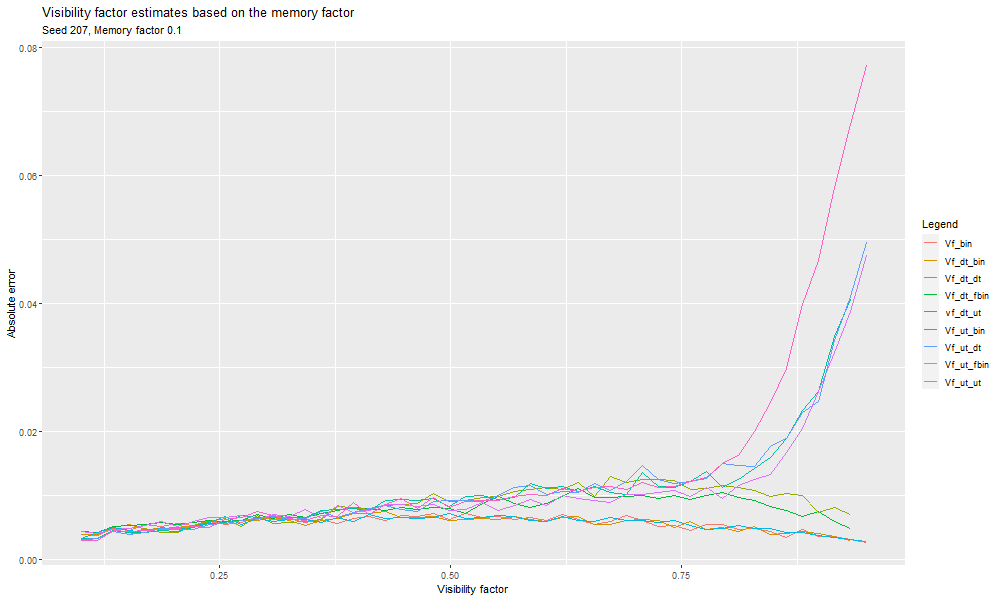 Visibility factor estimates based on the memory factor
Seed 207, Memory factor 0.1
0.08
0.06
0.04
0.02
0.00
Absolute error
0.25
0.50
0.75
Visibility factor
Legend
Vf_bin
Vf_dt_bin
Vf_dt_dt
Vf_dt_fbin
vf_dt_ut
Vf_ut_bin
Vf_ut_dt
Vf_ut_fbin
Vf_ut_ut